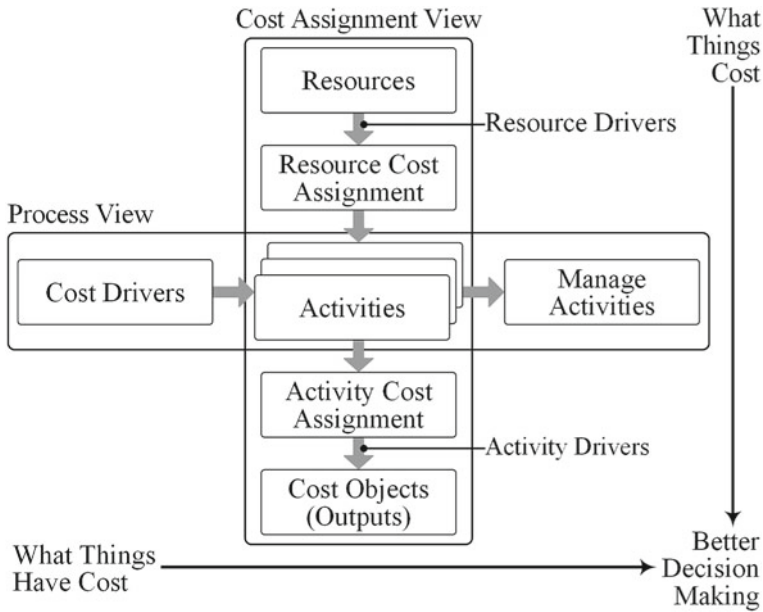 Cost Assignment View
What
Things
Cost
Resources
Resource Drivers
Resource Cost
Assignment
Process View
Cost Drivers
Activities
Manage
Activities
Activity Cost
Assignment
Activity Drivers
Cost Objects
(Outputs)
What Things
Have Cost
Better
Decision
Making